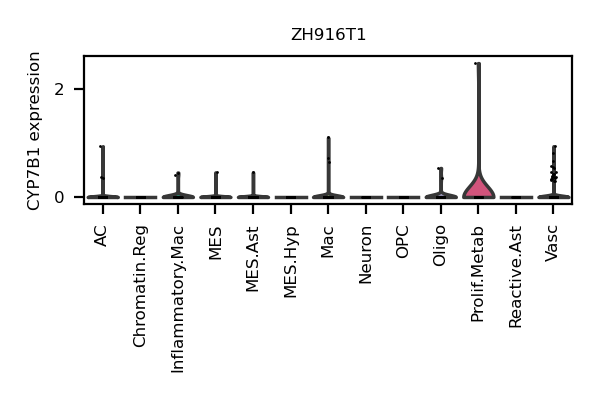 ZH916T1
CYP7B1 expression
2
0
AC
Chromatin.Reg
Inflammatory.Mac
MES
MES.Ast
MES.Hyp
Mac
Neuron
OPC
Oligo
Prolif.Metab
Reactive.Ast
Vasc